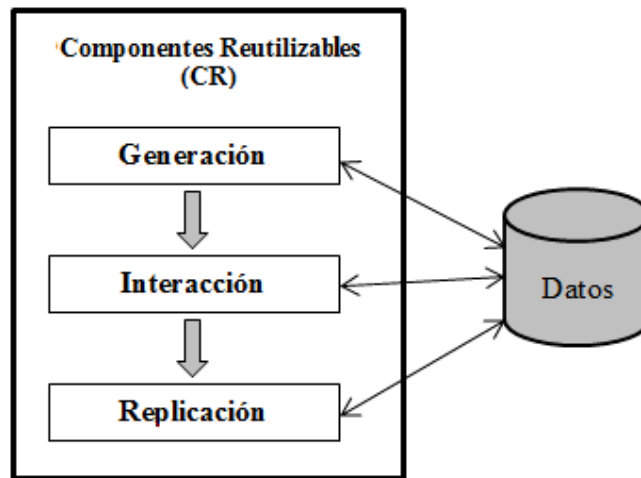 Componentes Reutilizables
(CR)
Generación
Interacción
Datos
Replicación